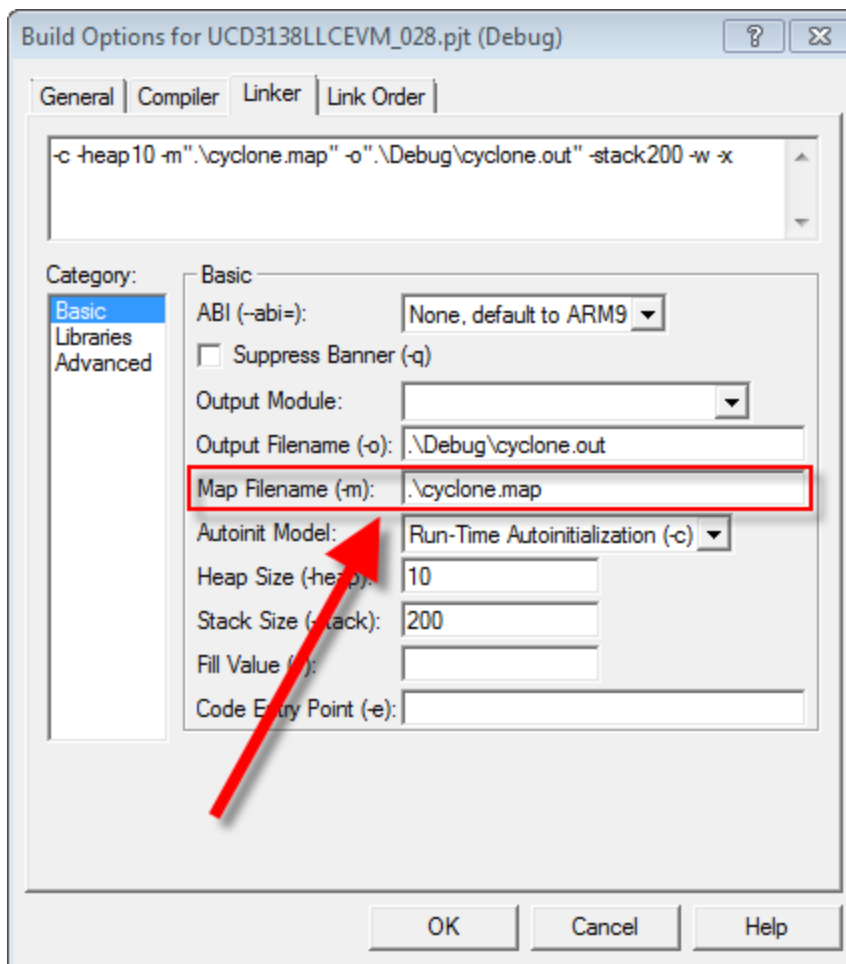 Build Options for UCD3138LLCEVM_028.pjt (Debug)
General Compiler Linker Link Order
-c -heap10 -m".\cyclone.map" -o".\Debug\cyclone.out" -stack200 -w -x
Category:
Basic
Libraries
Advanced
Basic
ABI (--abi=): None, default to ARM9
Suppress Banner (-q)
Output Module:
Output Filename (-o): .\Debug\cyclone.out
Map Filename (-m): .\cyclone.map
Autoinit Model: Run-Time Autoinitialization (-c)
Heap Size (-heap): 10
Stack Size (-stack): 200
Fill Value
Code Entry Point (-e):
OK Cancel Help